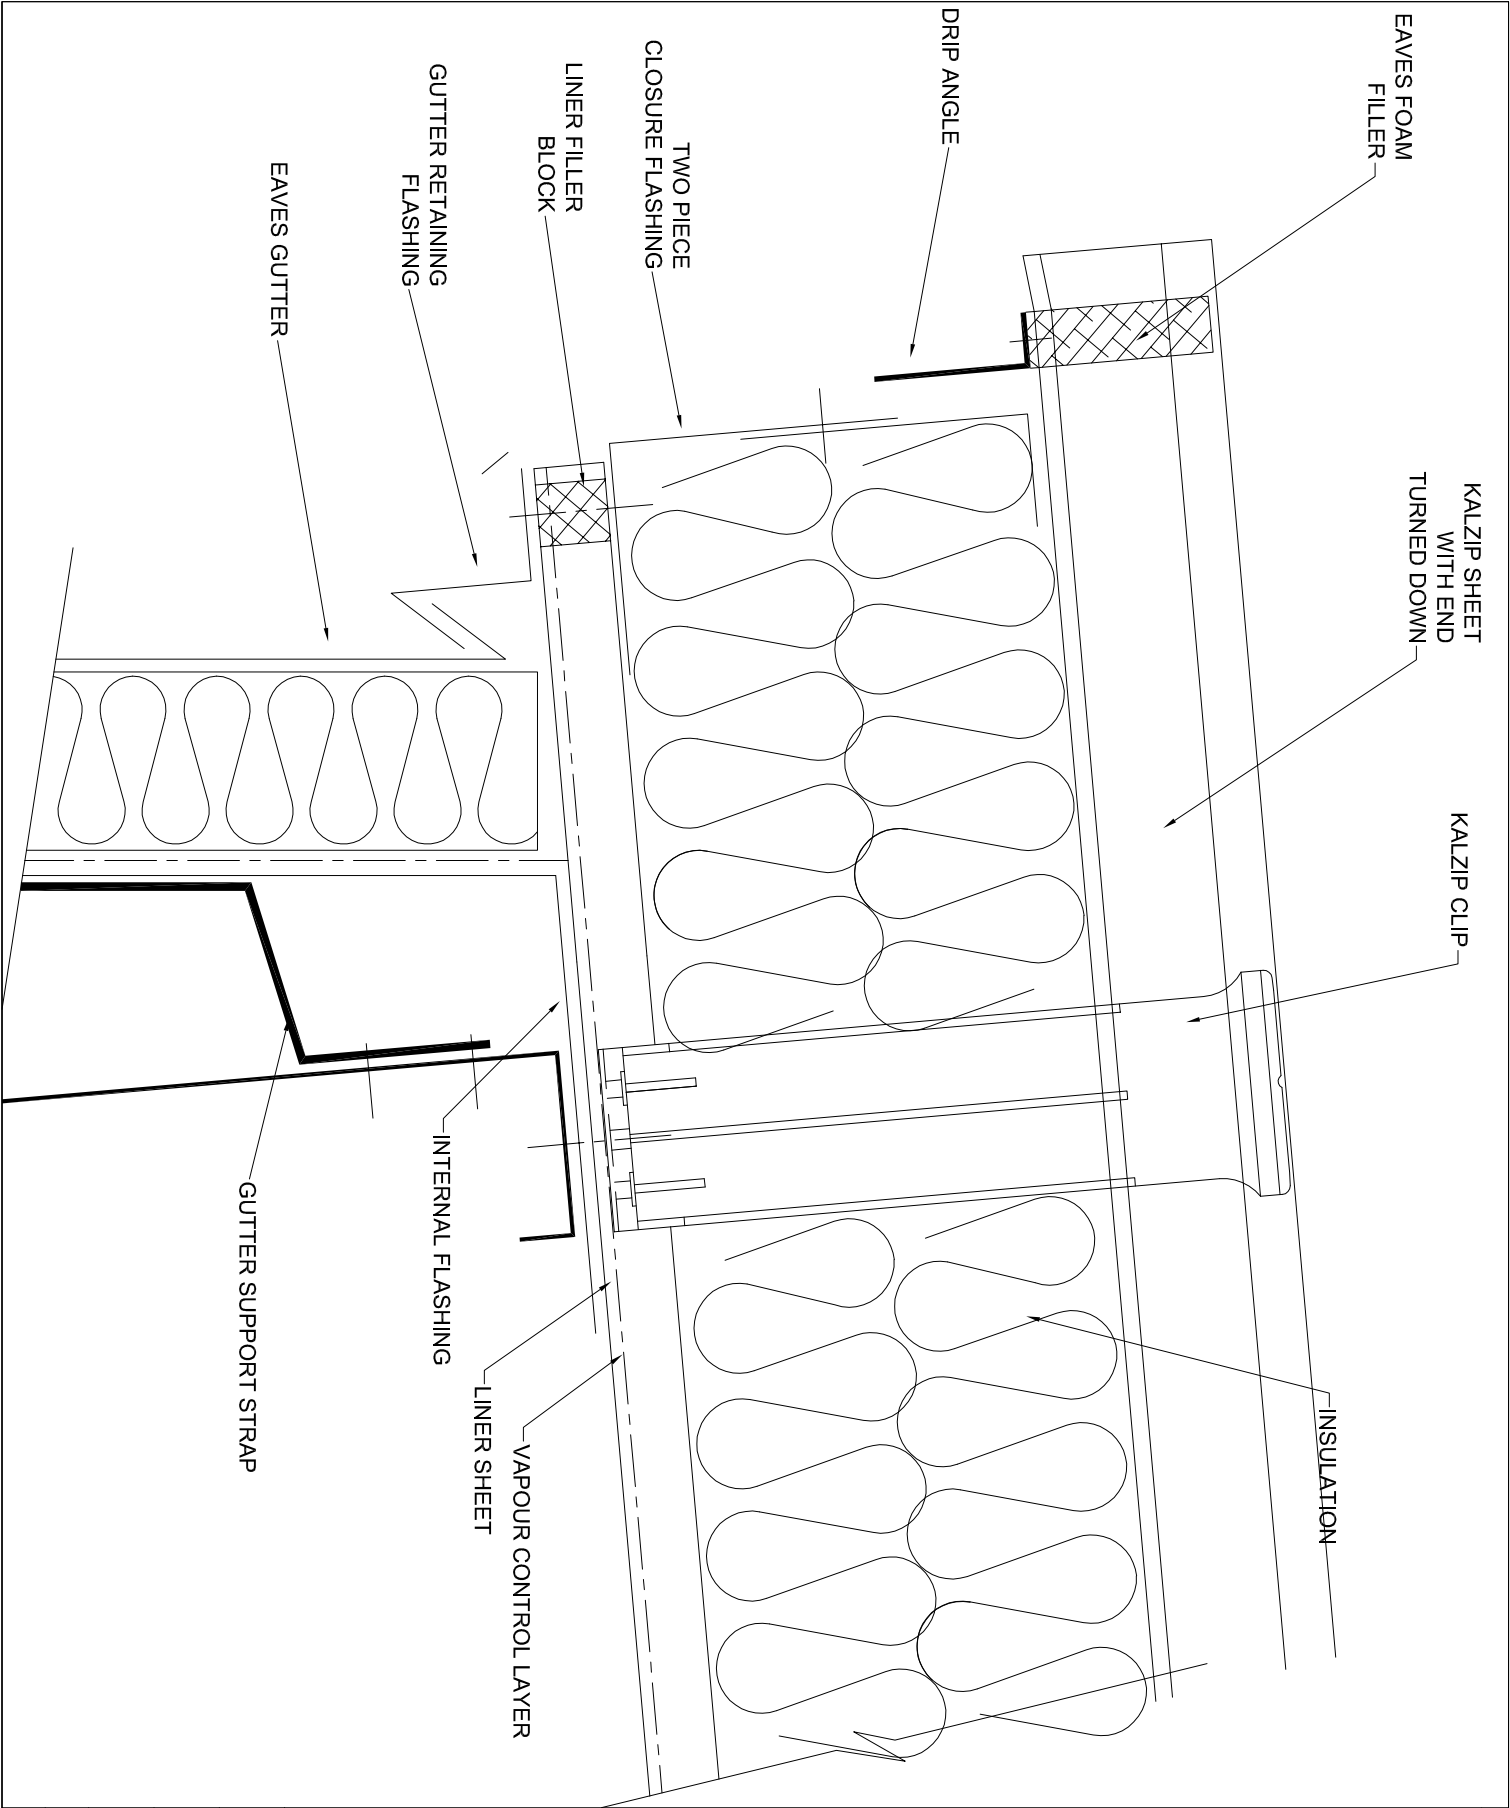 EAVES FOAM
FILLER
KALZIP SHEET
WITH END
TURNED DOWN
KALZIP CLIP
INSULATION
DRIP ANGLE
TWO PIECE
CLOSURE FLASHING
LINER FILLER
BLOCK
GUTTER RETAINING
FLASHING
EAVES GUTTER
VAPOUR CONTROL LAYER
LINER SHEET
INTERNAL FLASHING
GUTTER SUPPORT STRAP